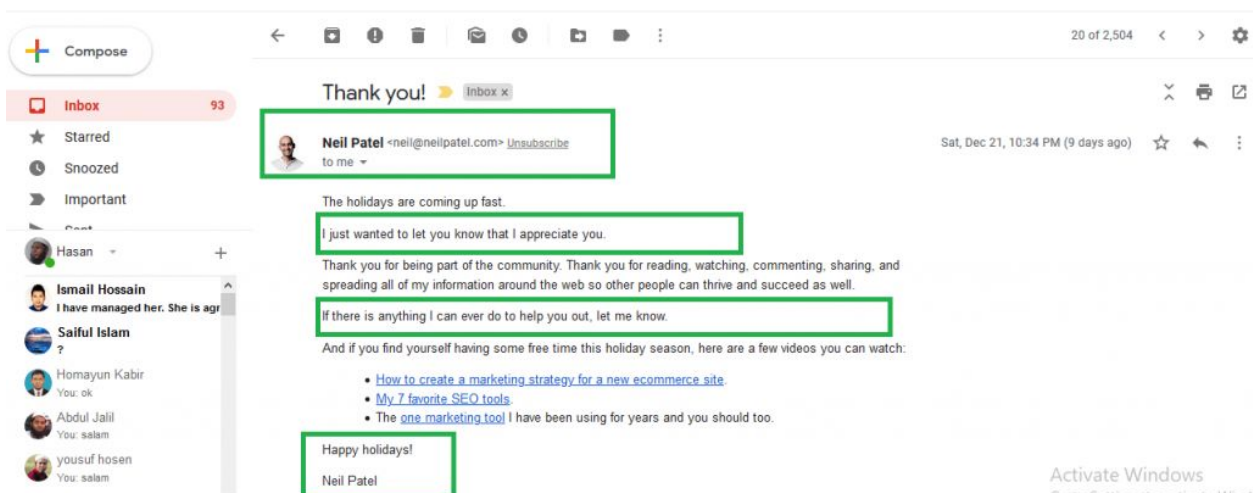 Compose
20 of 2,504
Inbox 93
Starred
Snoozed
Important
Sent
Hasan
Ismail Hossain
I have managed her. She is agr
Saiful Islam
?
Homayun Kabir
You: ok
Abdul Jalil
You: salam
yousuf hosen
You: salam
Thank you! Inbox x
Neil Patel <neil@neilpatel.com> Unsubscribe
to me
Sat, Dec 21, 10:34 PM (9 days ago)
The holidays are coming up fast.
I just wanted to let you know that I appreciate you.
Thank you for being part of the community. Thank you for reading, watching, commenting, sharing, and
spreading all of my information around the web so other people can thrive and succeed as well.
If there is anything I can ever do to help you out, let me know.
And if you find yourself having some free time this holiday season, here are a few videos you can watch:
• How to create a marketing strategy for a new ecommerce site.
• My 7 favorite SEO tools.
• The one marketing tool I have been using for years and you should too.
Happy holidays!
Neil Patel
Activate Windows